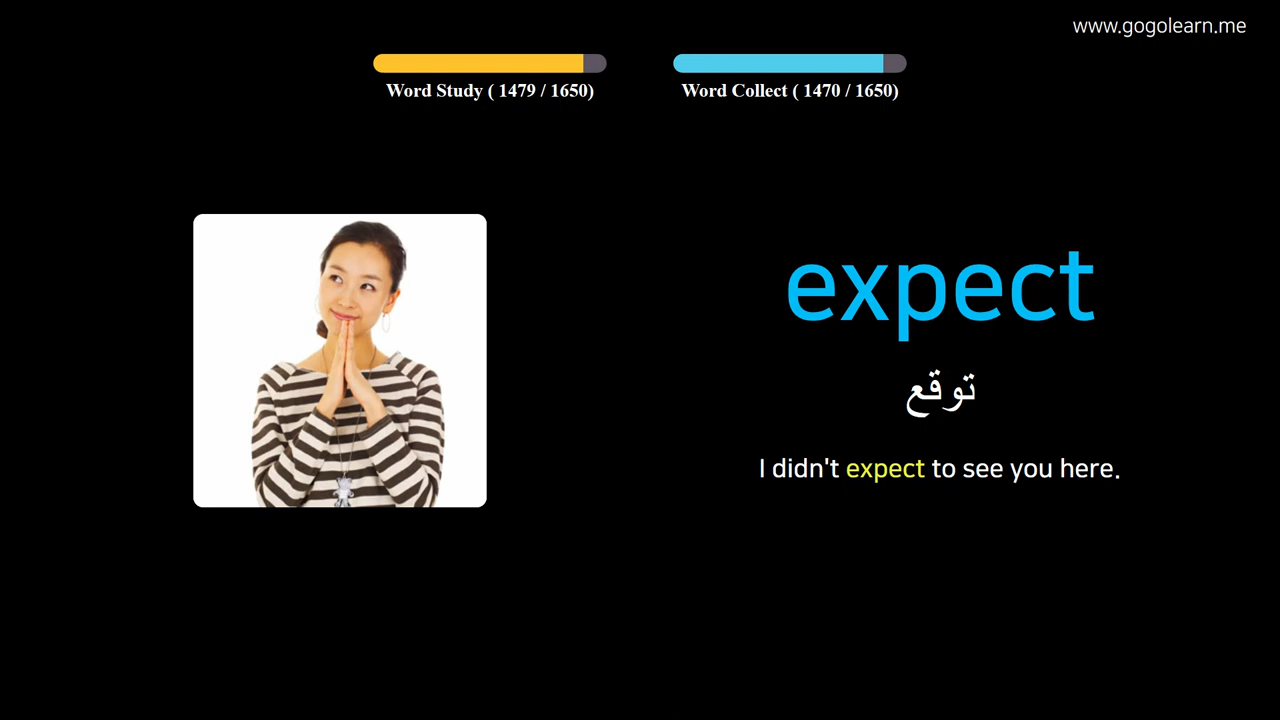 www.gogolearn.me
Word Study ( 1479 / 1650)
Word Collect ( 1470 / 1650)
expect
توقع
I didn't expect to see you here.